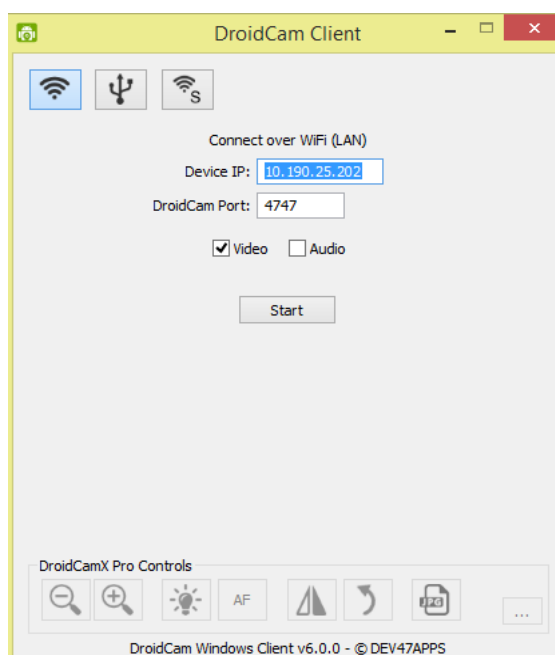 DroidCam Client
S
Connect over WiFi (LAN)
Device IP: 10.190.25.202
DroidCam Port: 4747
Video Audio
Start
DroidCamX Pro Controls
AF JPG ...
DroidCam Windows Client v6.0.0 - © DEV47APPS